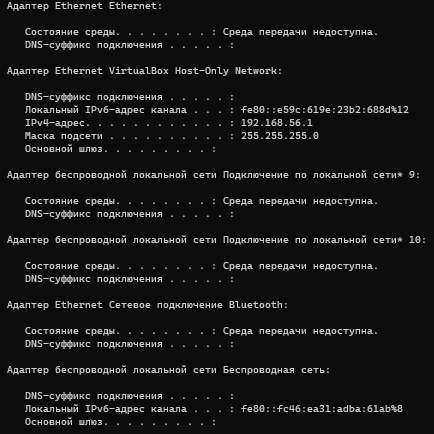 Адаптер Ethernet Ethernet:
Состояние среды. . . . . . . . : Среда передачи недоступна.
DNS-суффикс подключения . . . . . :
Адаптер Ethernet VirtualBox Host-Only Network:
DNS-суффикс подключения . . . . . :
Локальный IPv6-адрес канала . . . : fe80::e59c:619e:23b2:688d%12
IPv4-адрес. . . . . . . . . . . . : 192.168.56.1
Маска подсети . . . . . . . . . . : 255.255.255.0
Основной шлюз. . . . . . . . . :
Адаптер беспроводной локальной сети Подключение по локальной сети* 9:
Состояние среды. . . . . . . . : Среда передачи недоступна.
DNS-суффикс подключения . . . . . :
Адаптер беспроводной локальной сети Подключение по локальной сети* 10:
Состояние среды. . . . . . . . : Среда передачи недоступна.
DNS-суффикс подключения . . . . . :
Адаптер Ethernet Сетевое подключение Bluetooth:
Состояние среды. . . . . . . . : Среда передачи недоступна.
DNS-суффикс подключения . . . . . :
Адаптер беспроводной локальной сети Беспроводная сеть:
DNS-суффикс подключения . . . . . :
Локальный IPv6-адрес канала . . . : fe80::fc46:ea31:adba:61ab%8
Основной шлюз. . . . . . . . . :